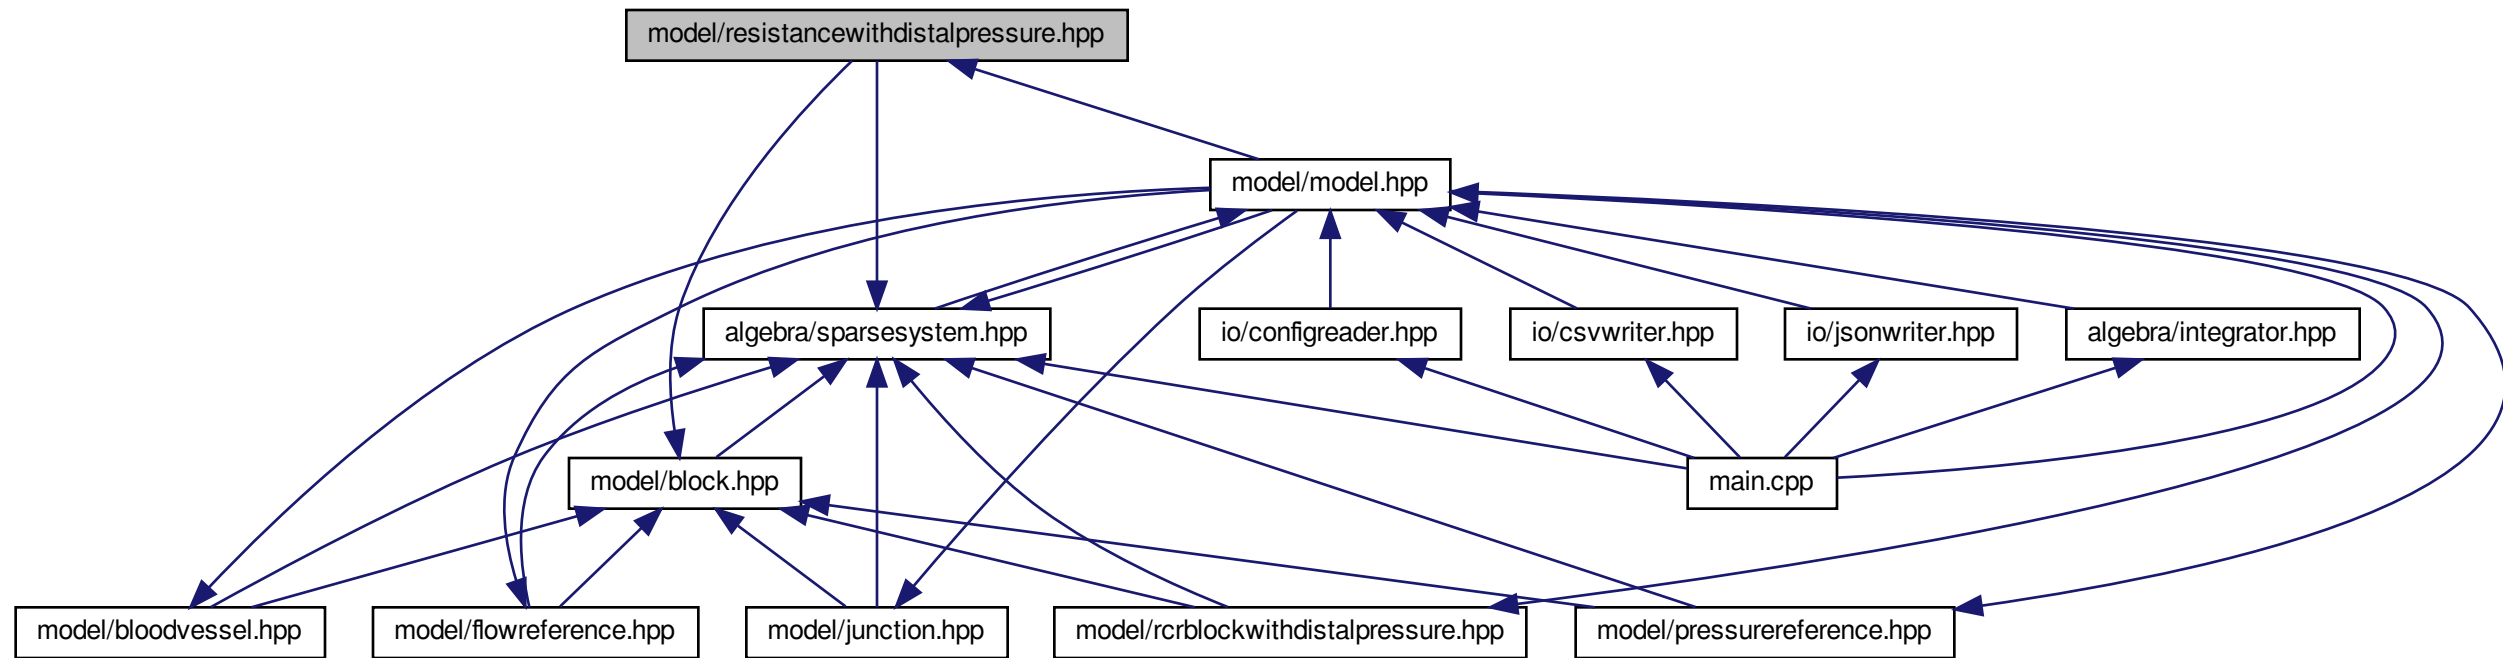 model/resistancewithdistalpressure.hpp
model/model.hpp
algebra/sparsesystem.hpp
io/configreader.hpp
io/csvwriter.hpp
io/jsonwriter.hpp
algebra/integrator.hpp
model/block.hpp
main.cpp
model/bloodvessel.hpp
model/flowreference.hpp
model/junction.hpp
model/rcrblockwithdistalpressure.hpp
model/pressurereference.hpp